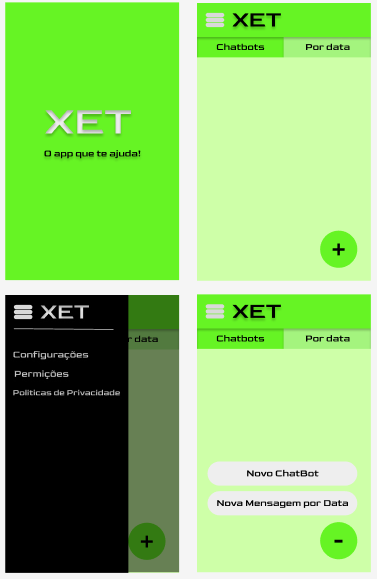 XET
O app que te ajuda!
XET
Chatbots Por data
+
XET
r data
Configurações
Permições
Politicas de Privacidade
+
XET
Chatbots Por data
Novo ChatBot
Nova Mensagem por Data
-